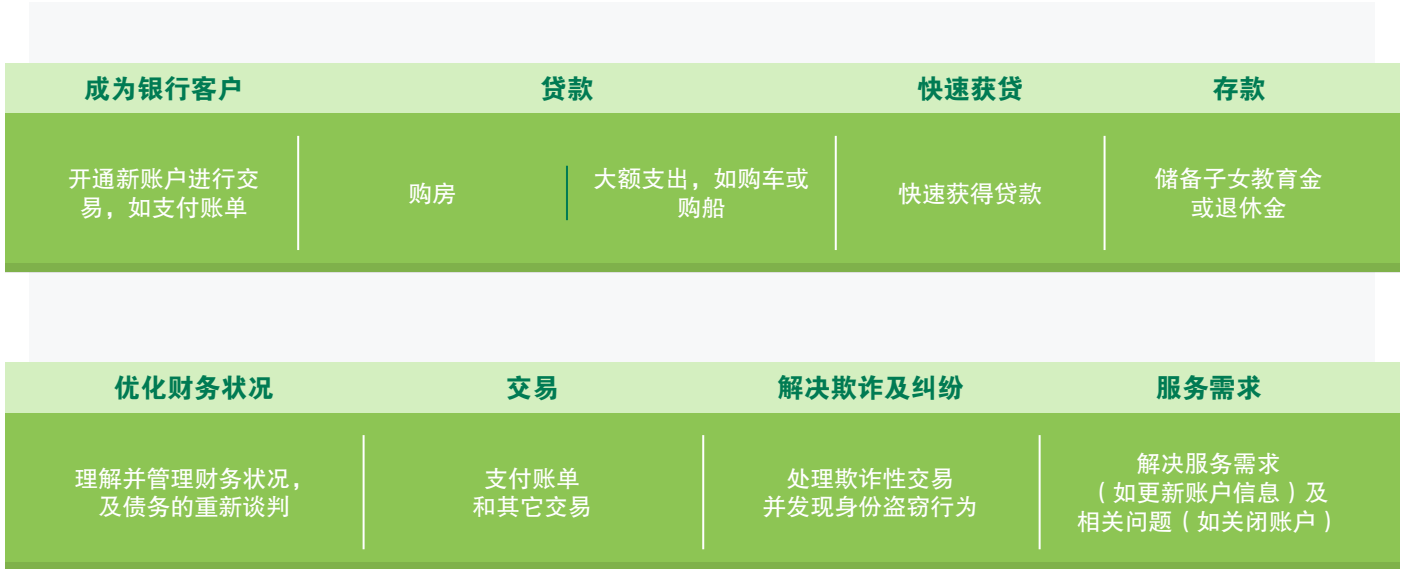 成为银行客户
贷款
快速获贷
存款
开通新账户进行交
易，如支付账单
购房
大额支出，如购车或
购船
快速获得贷款
储备子女教育金
或退休金
优化财务状况
交易
解决欺诈及纠纷
服务需求
理解并管理财务状况，
及债务的重新谈判
支付账单
和其它交易
处理欺诈性交易
并发现身份盗窃行为
解决服务需求
（如更新账户信息）及
相关问题（如关闭账户）